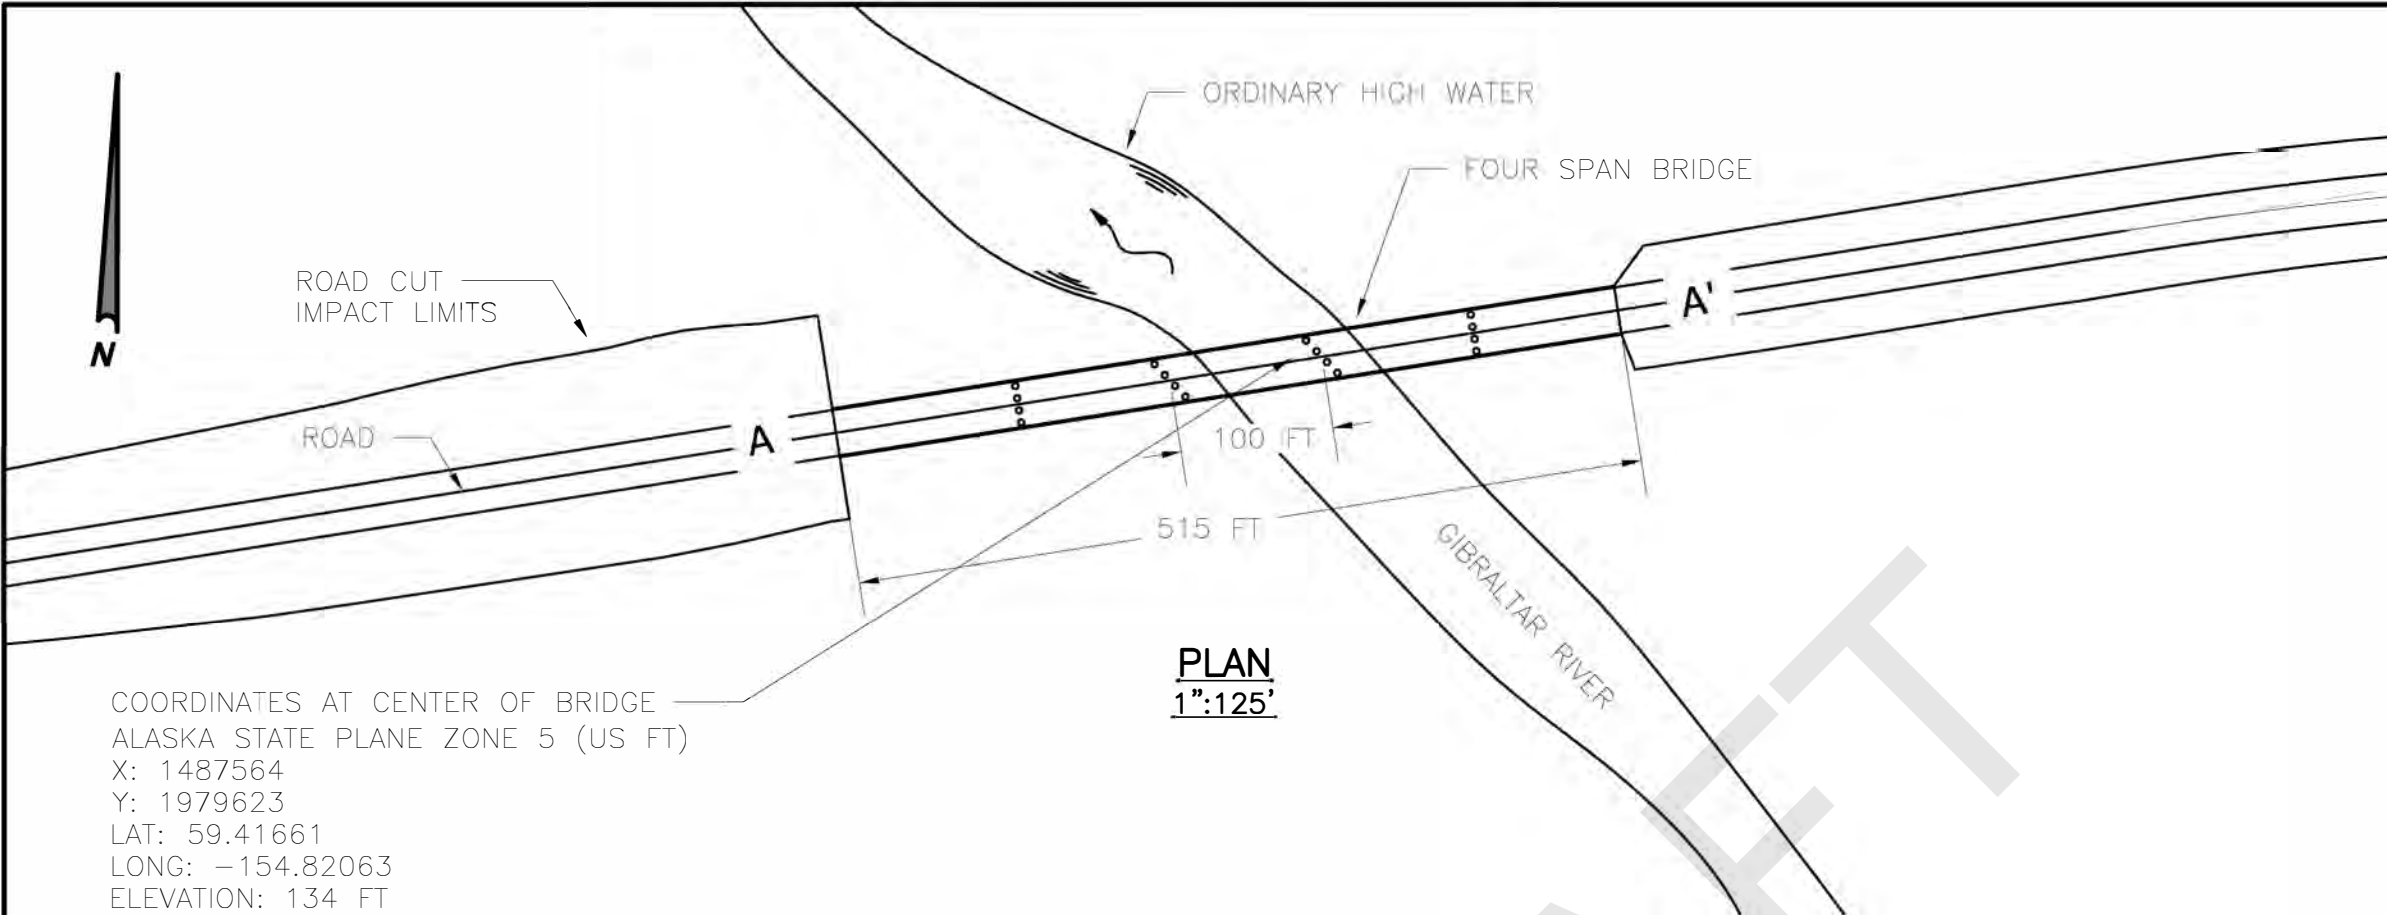 ORDINARY HIGH WATER
FOUR SPAN BRIDGE
ROAD CUT
IMPACT LIMITS
N
A'
ROAD
A
100 FT
515 FT
GIBRALTAR RIVER
PLAN
1":125'
COORDINATES AT CENTER OF BRIDGE
ALASKA STATE PLANE ZONE 5 (US FT)
X: 1487564
Y: 1979623
LAT: 59.41661
LONG: -154.82063
ELEVATION: 134 FT